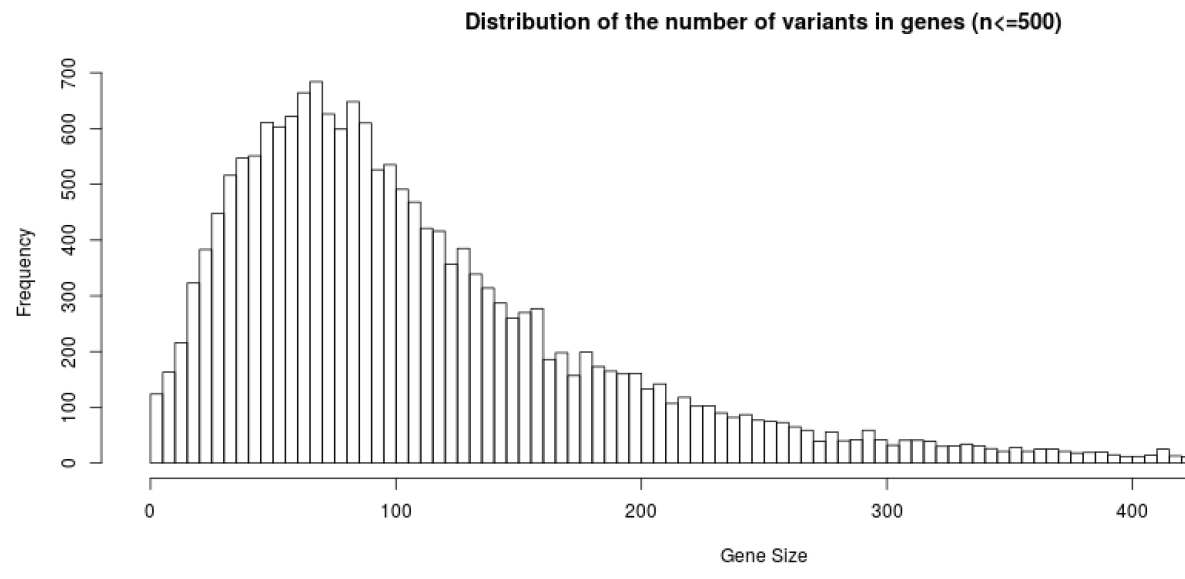 Distribution of the number of variants in genes (n<=500)
Frequency
700
600
500
400
300
200
100
0
0 100 200 300 400
Gene Size